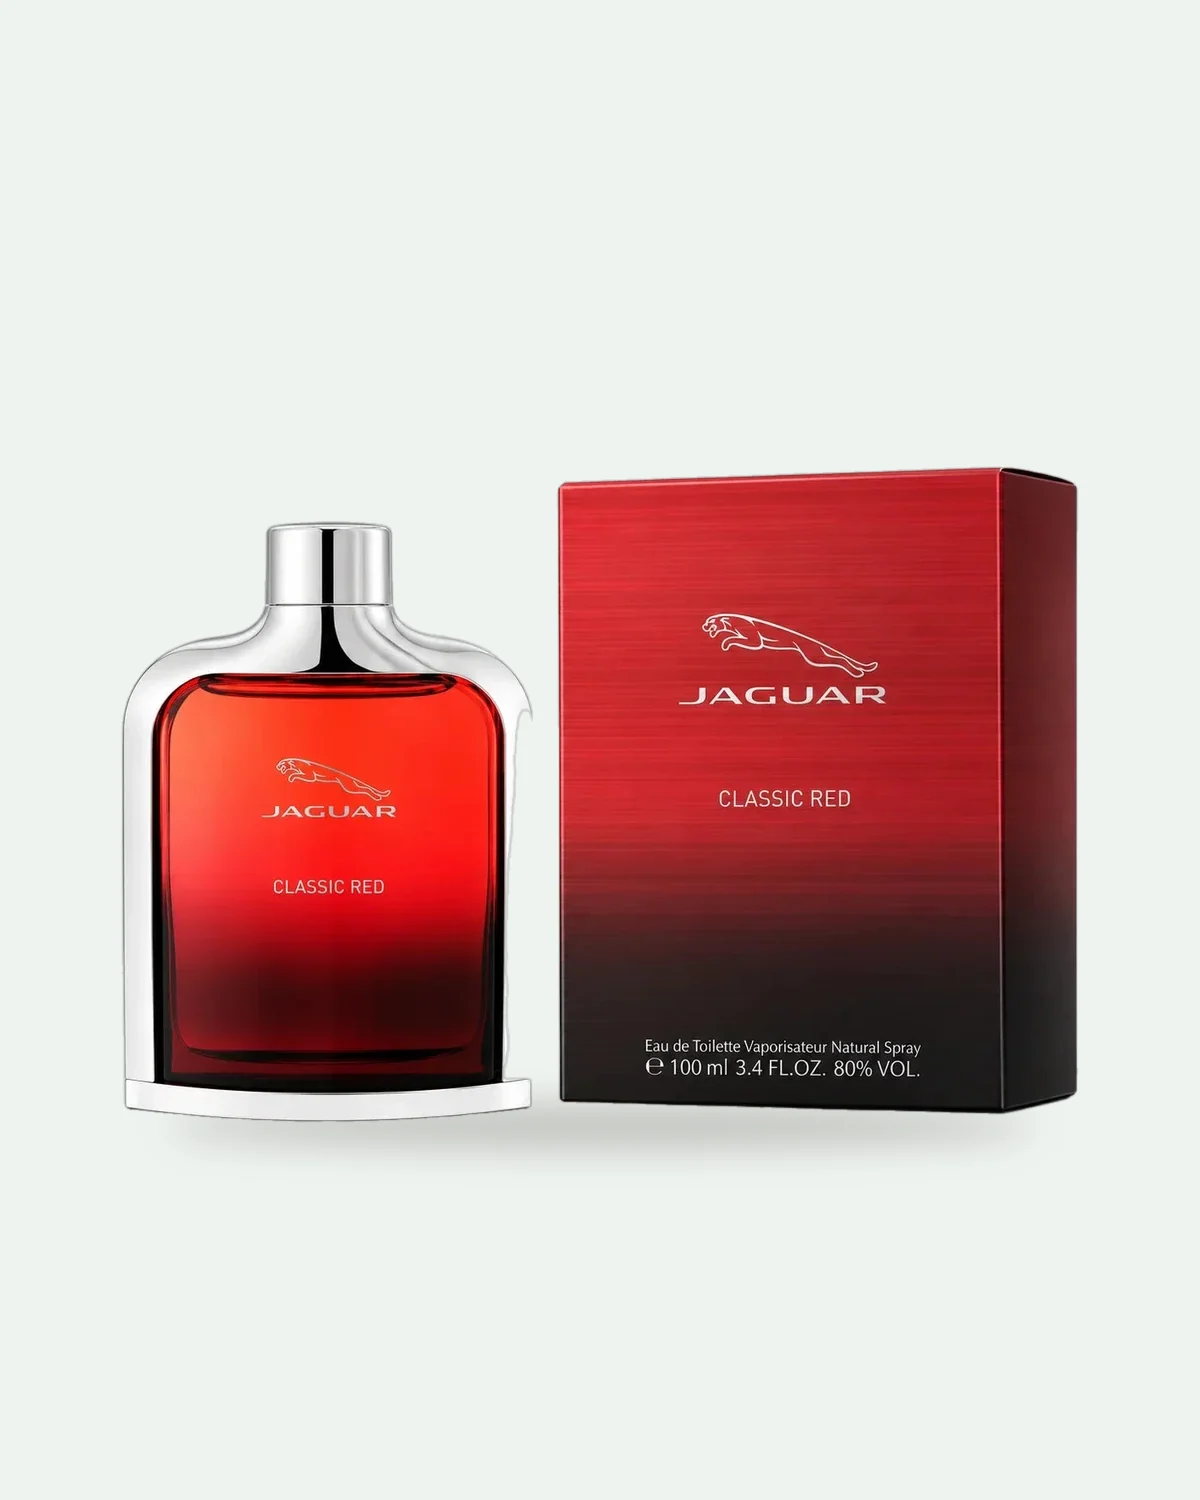 JAGUAR
CLASSIC RED
JAGUAR
CLASSIC RED
Eau de Toilette Vaporisateur Natural Spray
℮ 100 ml 3.4 FL.OZ. 80% VOL.